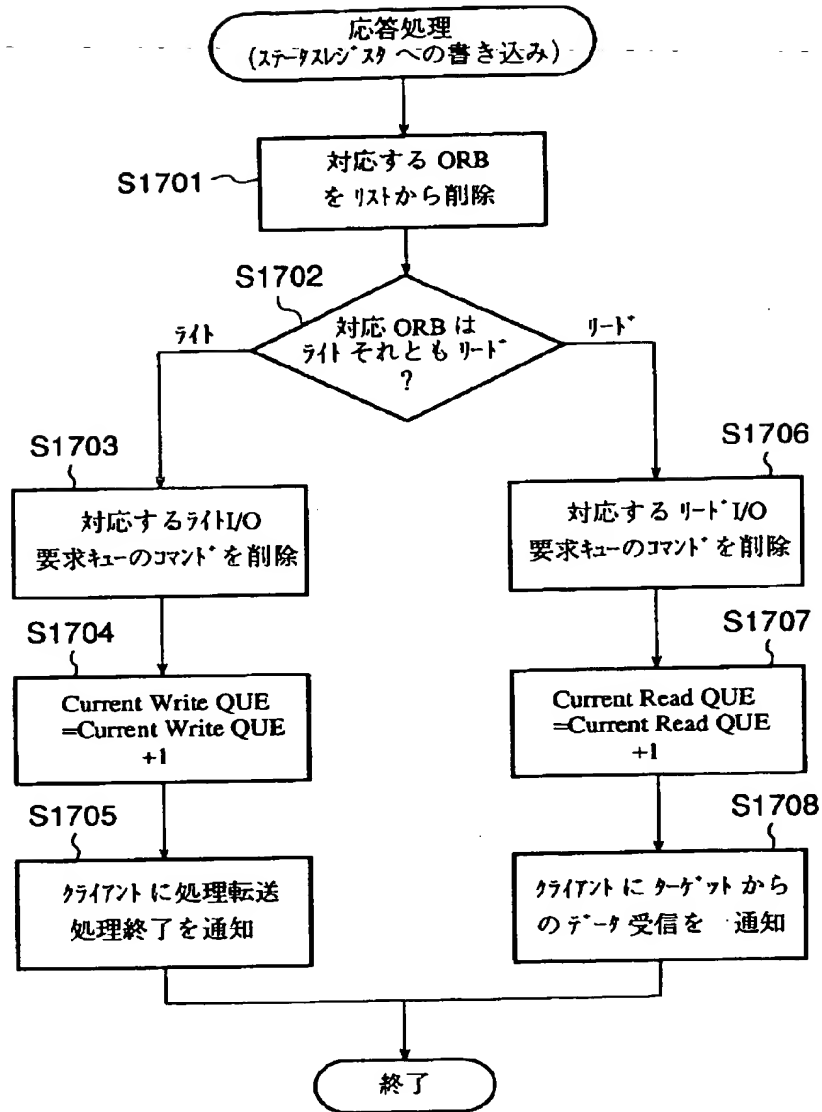 応答処理
(ｽﾃｰﾀｽﾚｼﾞｽﾀ への書き込み)
S1701
対応する ORB
を ﾘｽﾄから削除
S1702
対応 ORB は
ﾗｲﾄ それとも ﾘｰﾄﾞ
?
ﾗｲﾄ
ﾘｰﾄﾞ
S1703
対応するﾗｲﾄI/O
要求ｷｭｰのｺﾏﾝﾄﾞを削除
S1704
Current Write QUE
=Current Write QUE
+1
S1705
ｸﾗｲｱﾝﾄ に処理転送
処理終了を通知
S1706
対応する ﾘｰﾄﾞI/O
要求ｷｭｰのｺﾏﾝﾄﾞを削除
S1707
Current Read QUE
=Current Read QUE
+1
S1708
ｸﾗｲｱﾝﾄ に ﾀｰｹﾞｯﾄ から
の ﾃﾞｰﾀ 受信を 通知
終了